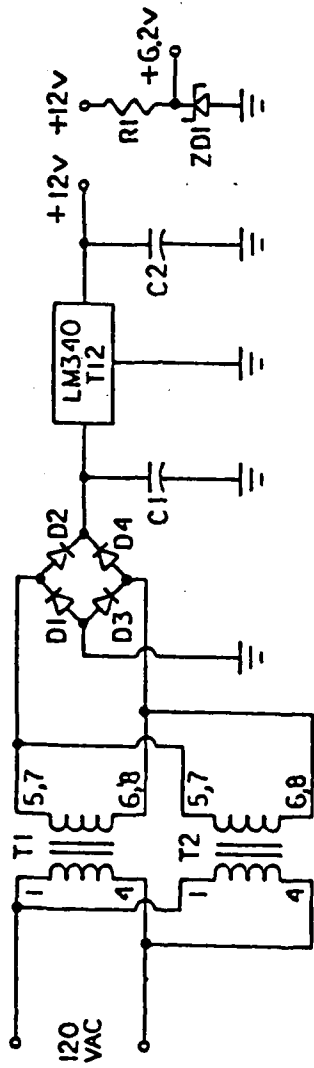 120
VAC
T1
1
4
5,7
6,8
T2
1
4
5,7
6,8
D1
D2
D3
D4
C1
LM340
T12
C2
+12v
+12v
R1
+6.2v
ZD1